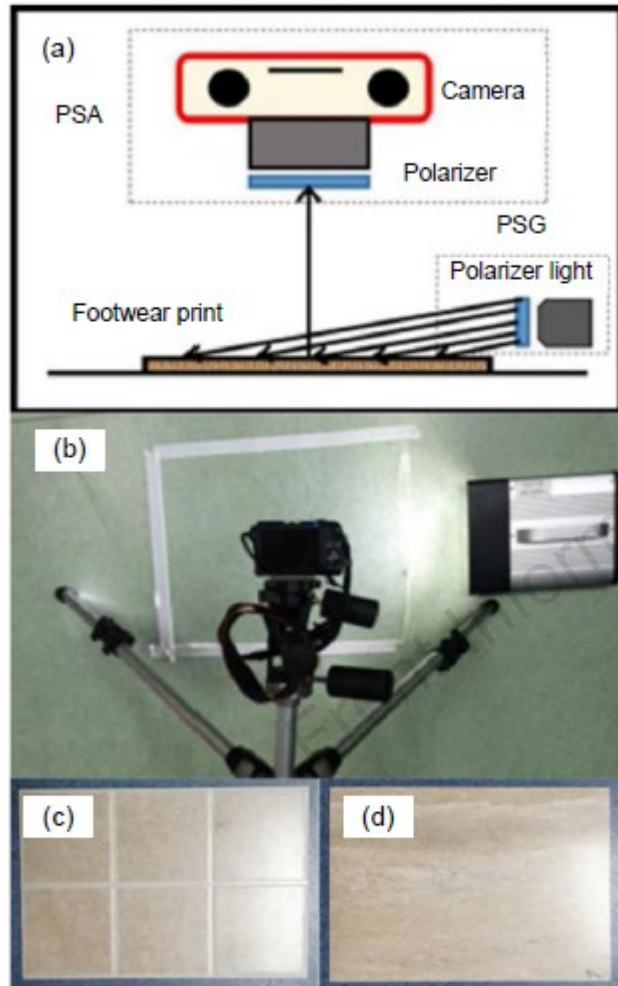 (a)
Camera
PSA
Polarizer
PSG
Polarizer light
Footwear print
(b)
(c)
(d)